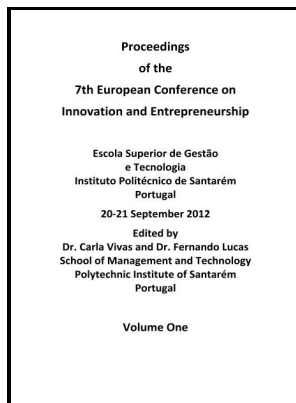 Proceedings
of the
7th European Conference on
Innovation and Entrepreneurship
Escola Superior de Gestão
e Tecnologia
Instituto Politécnico de Santarém
Portugal
20-21 September 2012
Edited by
Dr. Carla Vivas and Dr. Fernando Lucas
School of Management and Technology
Polytechnic Institute of Santarém
Portugal
Volume One